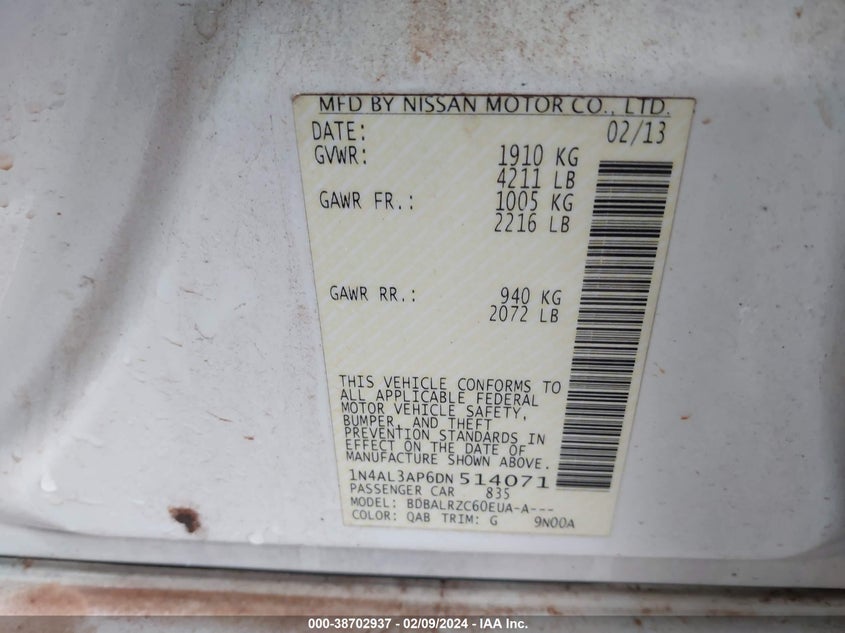 MFD BY NISSAN MOTOR CO., LTD.
DATE: 02/13
GVWR: 1910 KG
4211 LB
GAWR FR.: 1005 KG
2216 LB
GAWR RR.: 940 KG
2072 LB
THIS VEHICLE CONFORMS TO
ALL APPLICABLE FEDERAL
MOTOR VEHICLE SAFETY,
BUMPER, AND THEFT
PREVENTION STANDARDS IN
EFFECT ON THE DATE OF
MANUFACTURE SHOWN ABOVE.
1N4AL3AP6DN514071
PASSENGER CAR 835
MODEL: BDBALRZC60EUA-A---
COLOR: QAB TRIM: G 9N00A
000-38702937 - 02/09/2024 - IAA Inc.